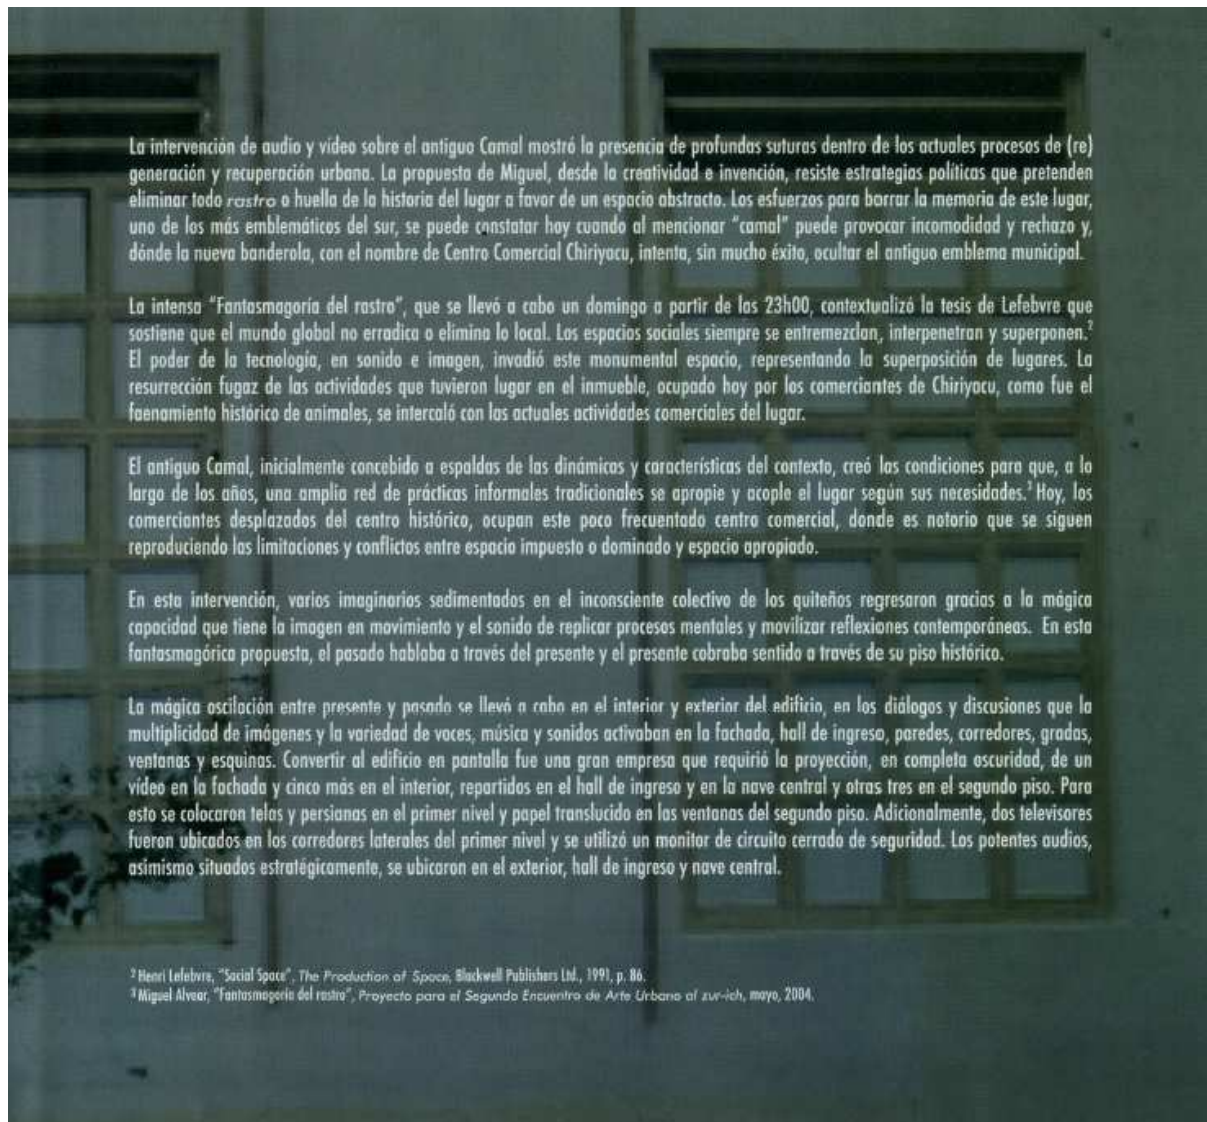 La intervención de audio y vídeo sobre el antiguo Camal mostró la presencia de profundas suturas dentro de los actuales procesos de (re)
generación y recuperación urbana. La propuesta de Miguel, desde la creatividad e invención, resiste estrategias políticas que pretenden
eliminar todo rastro o huella de la historia del lugar a favor de un espacio abstracto. Los esfuerzos para borrar la memoria de este lugar,
uno de los más emblemáticos del sur, se puede constatar hoy cuando al mencionar “camal” puede provocar incomodidad y rechazo y,
dónde la nueva banderola, con el nombre de Centro Comercial Chiriyacu, intenta, sin mucho éxito, ocultar el antiguo emblema municipal.
La intensa “Fantasmagoría del rastro”, que se llevó a cabo un domingo a partir de las 23h00, contextualizó la tesis de Lefebvre que
sostiene que el mundo global no erradica o elimina lo local. Los espacios sociales siempre se entremezclan, interpenetran y superponen.²
El poder de la tecnología, en sonido e imagen, invadió este monumental espacio, representando la superposición de lugares. La
resurrección fugaz de las actividades que tuvieron lugar en el inmueble, ocupado hoy por los comerciantes de Chiriyacu, como fue el
faenamiento histórico de animales, se intercaló con las actuales actividades comerciales del lugar.
El antiguo Camal, inicialmente concebido a espaldas de las dinámicas y características del contexto, creó las condiciones para que, a lo
largo de los años, una amplia red de prácticas informales tradicionales se apropie y acople el lugar según sus necesidades.³ Hoy, los
comerciantes desplazados del centro histórico, ocupan este poco frecuentado centro comercial, donde es notorio que se siguen
reproduciendo las limitaciones y conflictos entre espacio impuesto o dominado y espacio apropiado.
En esta intervención, varios imaginarios sedimentados en el inconsciente colectivo de los quiteños regresaron gracias a la mágica
capacidad que tiene la imagen en movimiento y el sonido de replicar procesos mentales y movilizar reflexiones contemporáneas. En esta
fantasmagórica propuesta, el pasado hablaba a través del presente y el presente cobraba sentido a través de su piso histórico.
La mágica oscilación entre presente y pasado se llevó a cabo en el interior y exterior del edificio, en los diálogos y discusiones que la
multiplicidad de imágenes y la variedad de voces, música y sonidos activaban en la fachada, hall de ingreso, paredes, corredores, gradas,
ventanas y esquinas. Convertir al edificio en pantalla fue una gran empresa que requirió la proyección, en completa oscuridad, de un
vídeo en la fachada y cinco más en el interior, repartidos en el hall de ingreso y en la nave central y otras tres en el segundo piso. Para
esto se colocaron telas y persianas en el primer nivel y papel translucido en las ventanas del segundo piso. Adicionalmente, dos televisores
fueron ubicados en los corredores laterales del primer nivel y se utilizó un monitor de circuito cerrado de seguridad. Los potentes audios,
asimismo situados estratégicamente, se ubicaron en el exterior, hall de ingreso y nave central.
² Henri Lefebvre, “Social Space”, The Production of Space, Blackwell Publishers Ltd., 1991, p. 86.
³ Miguel Alvear, “Fantasmagoría del rastro”, Proyecto para el Segundo Encuentro de Arte Urbano al zur-ich, mayo, 2004.